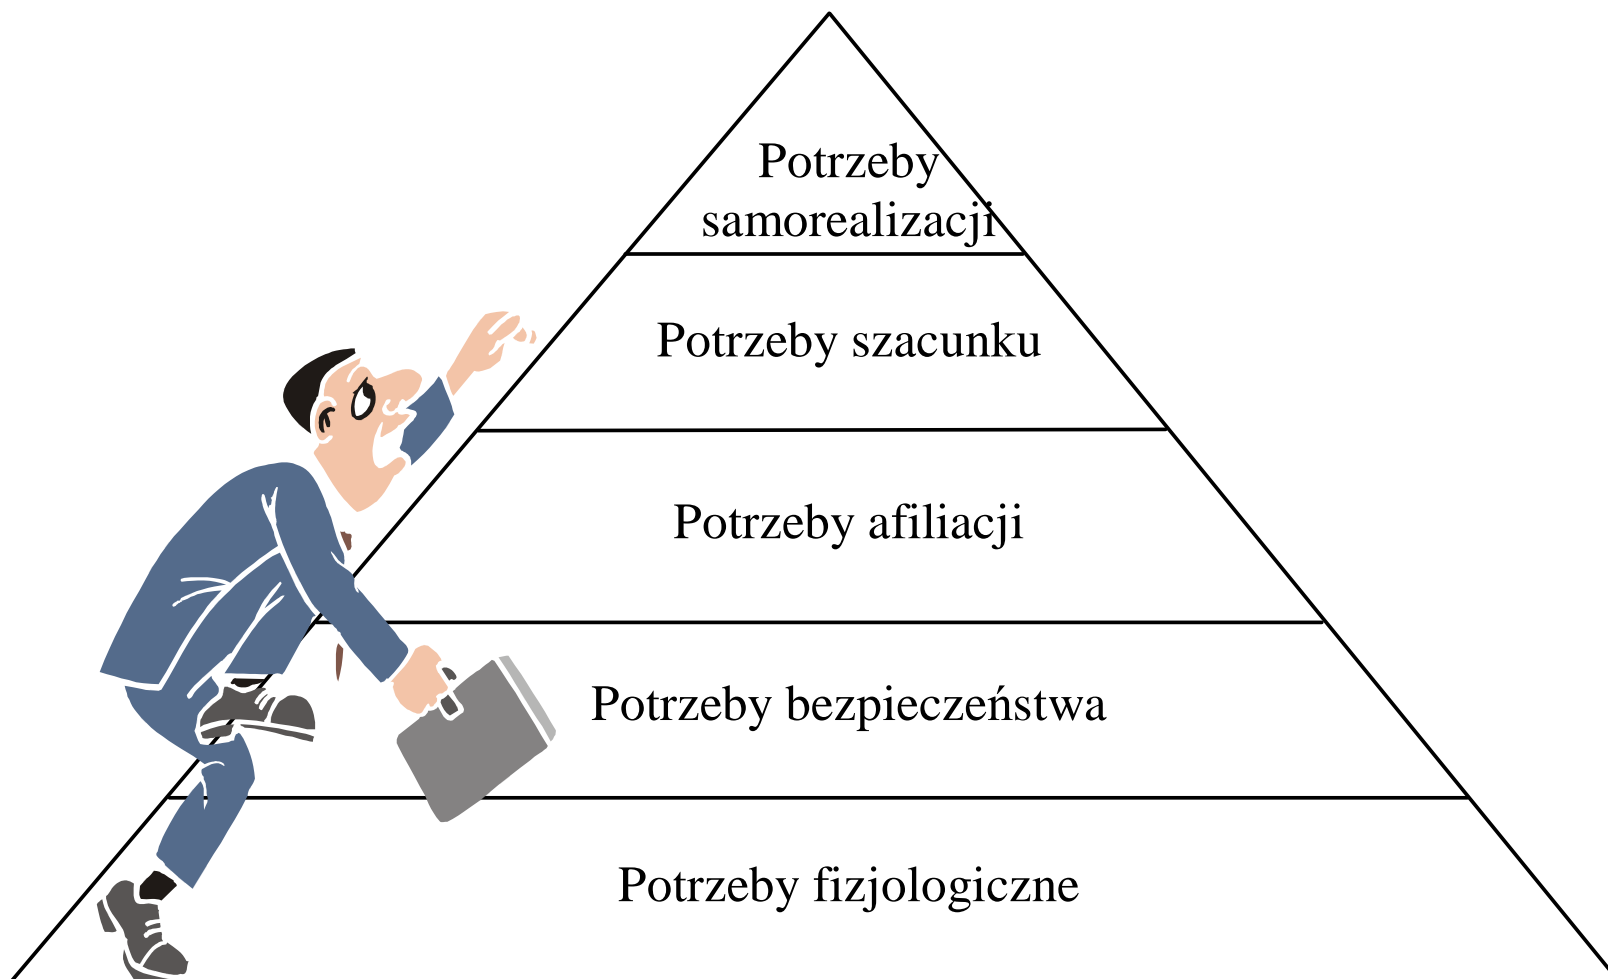 Potrzeby
samorealizacji
Potrzeby szacunku
Potrzeby afiliacji
Potrzeby bezpieczeństwa
Potrzeby fizjologiczne